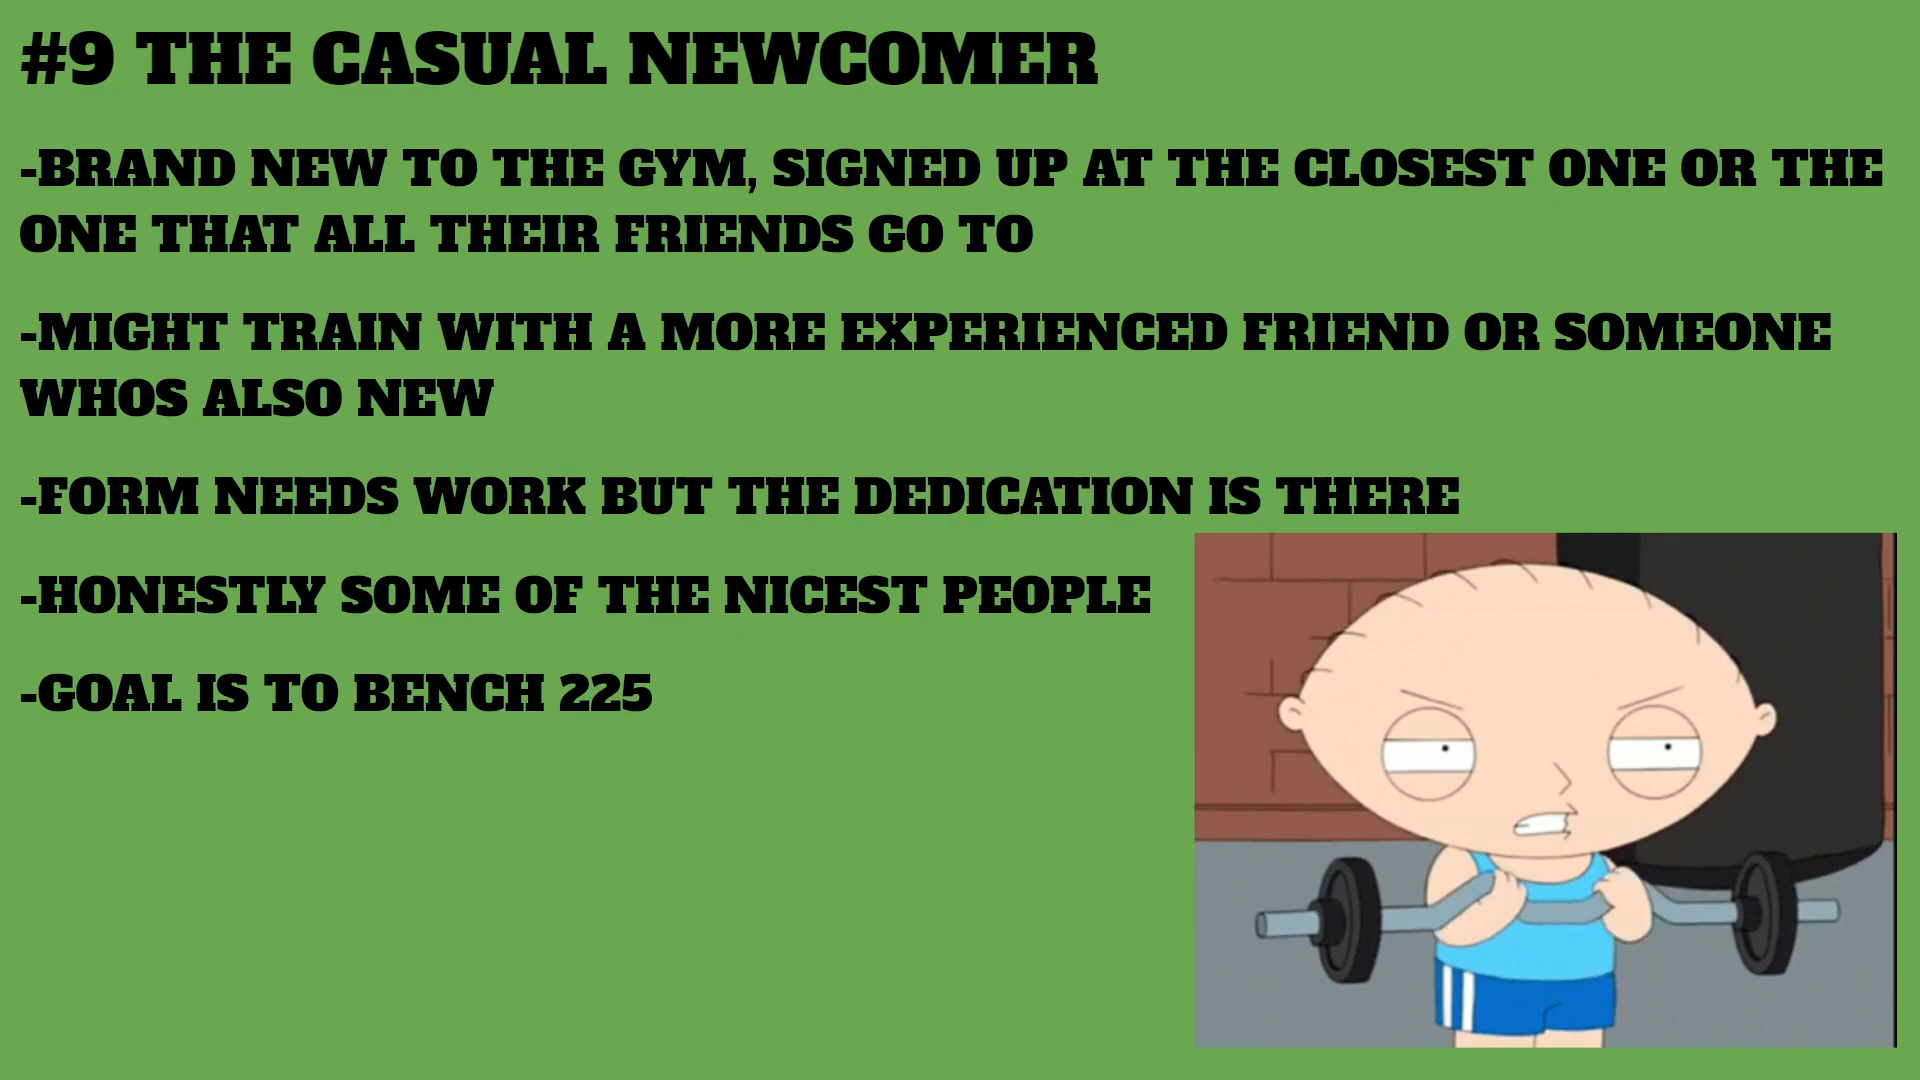 #9 THE CASUAL NEWCOMER
-BRAND NEW TO THE GYM, SIGNED UP AT THE CLOSEST ONE OR THE
ONE THAT ALL THEIR FRIENDS GO TO
-MIGHT TRAIN WITH A MORE EXPERIENCED FRIEND OR SOMEONE
WHOS ALSO NEW
-FORM NEEDS WORK BUT THE DEDICATION IS THERE
-HONESTLY SOME OF THE NICEST PEOPLE
-GOAL IS TO BENCH 225